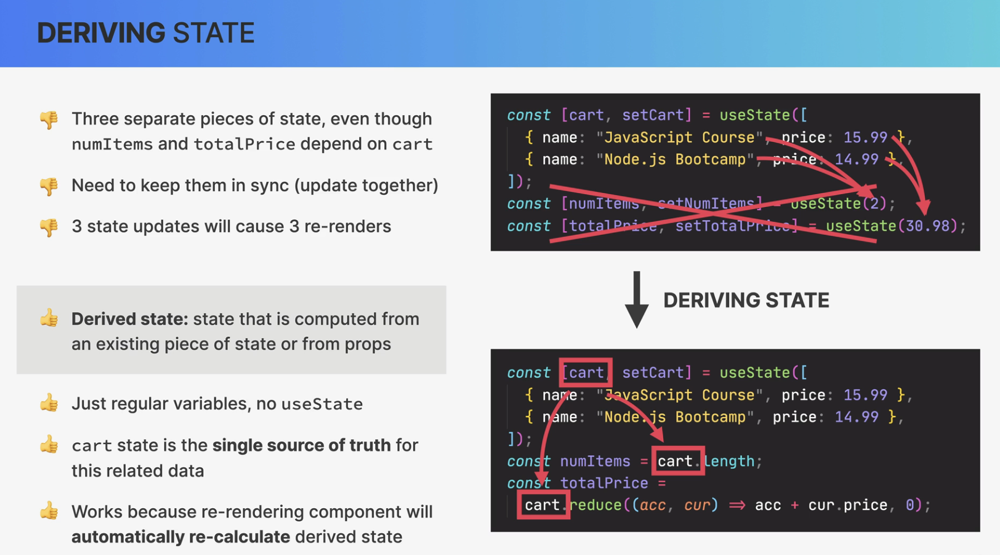 DERIVING STATE
Three separate pieces of state, even though
numItems and totalPrice depend on cart
Need to keep them in sync (update together)
3 state updates will cause 3 re-renders
Derived state: state that is computed from
an existing piece of state or from props
Just regular variables, no useState
cart state is the single source of truth for
this related data
Works because re-rendering component will
automatically re-calculate derived state
const [cart, setCart] = useState([
{ name: "JavaScript Course", price: 15.99 },
{ name: "Node.js Bootcamp", price: 14.99 },
]);
const [numItems, setNumItems] = useState(2);
const [totalPrice, setTotalPrice] = useState(30.98);
DERIVING STATE
const [cart, setCart] = useState([
{ name: "JavaScript Course", price: 15.99 },
{ name: "Node.js Bootcamp", price: 14.99 },
]);
const numItems = cart.length;
const totalPrice =
cart.reduce((acc, cur) => acc + cur.price, 0);